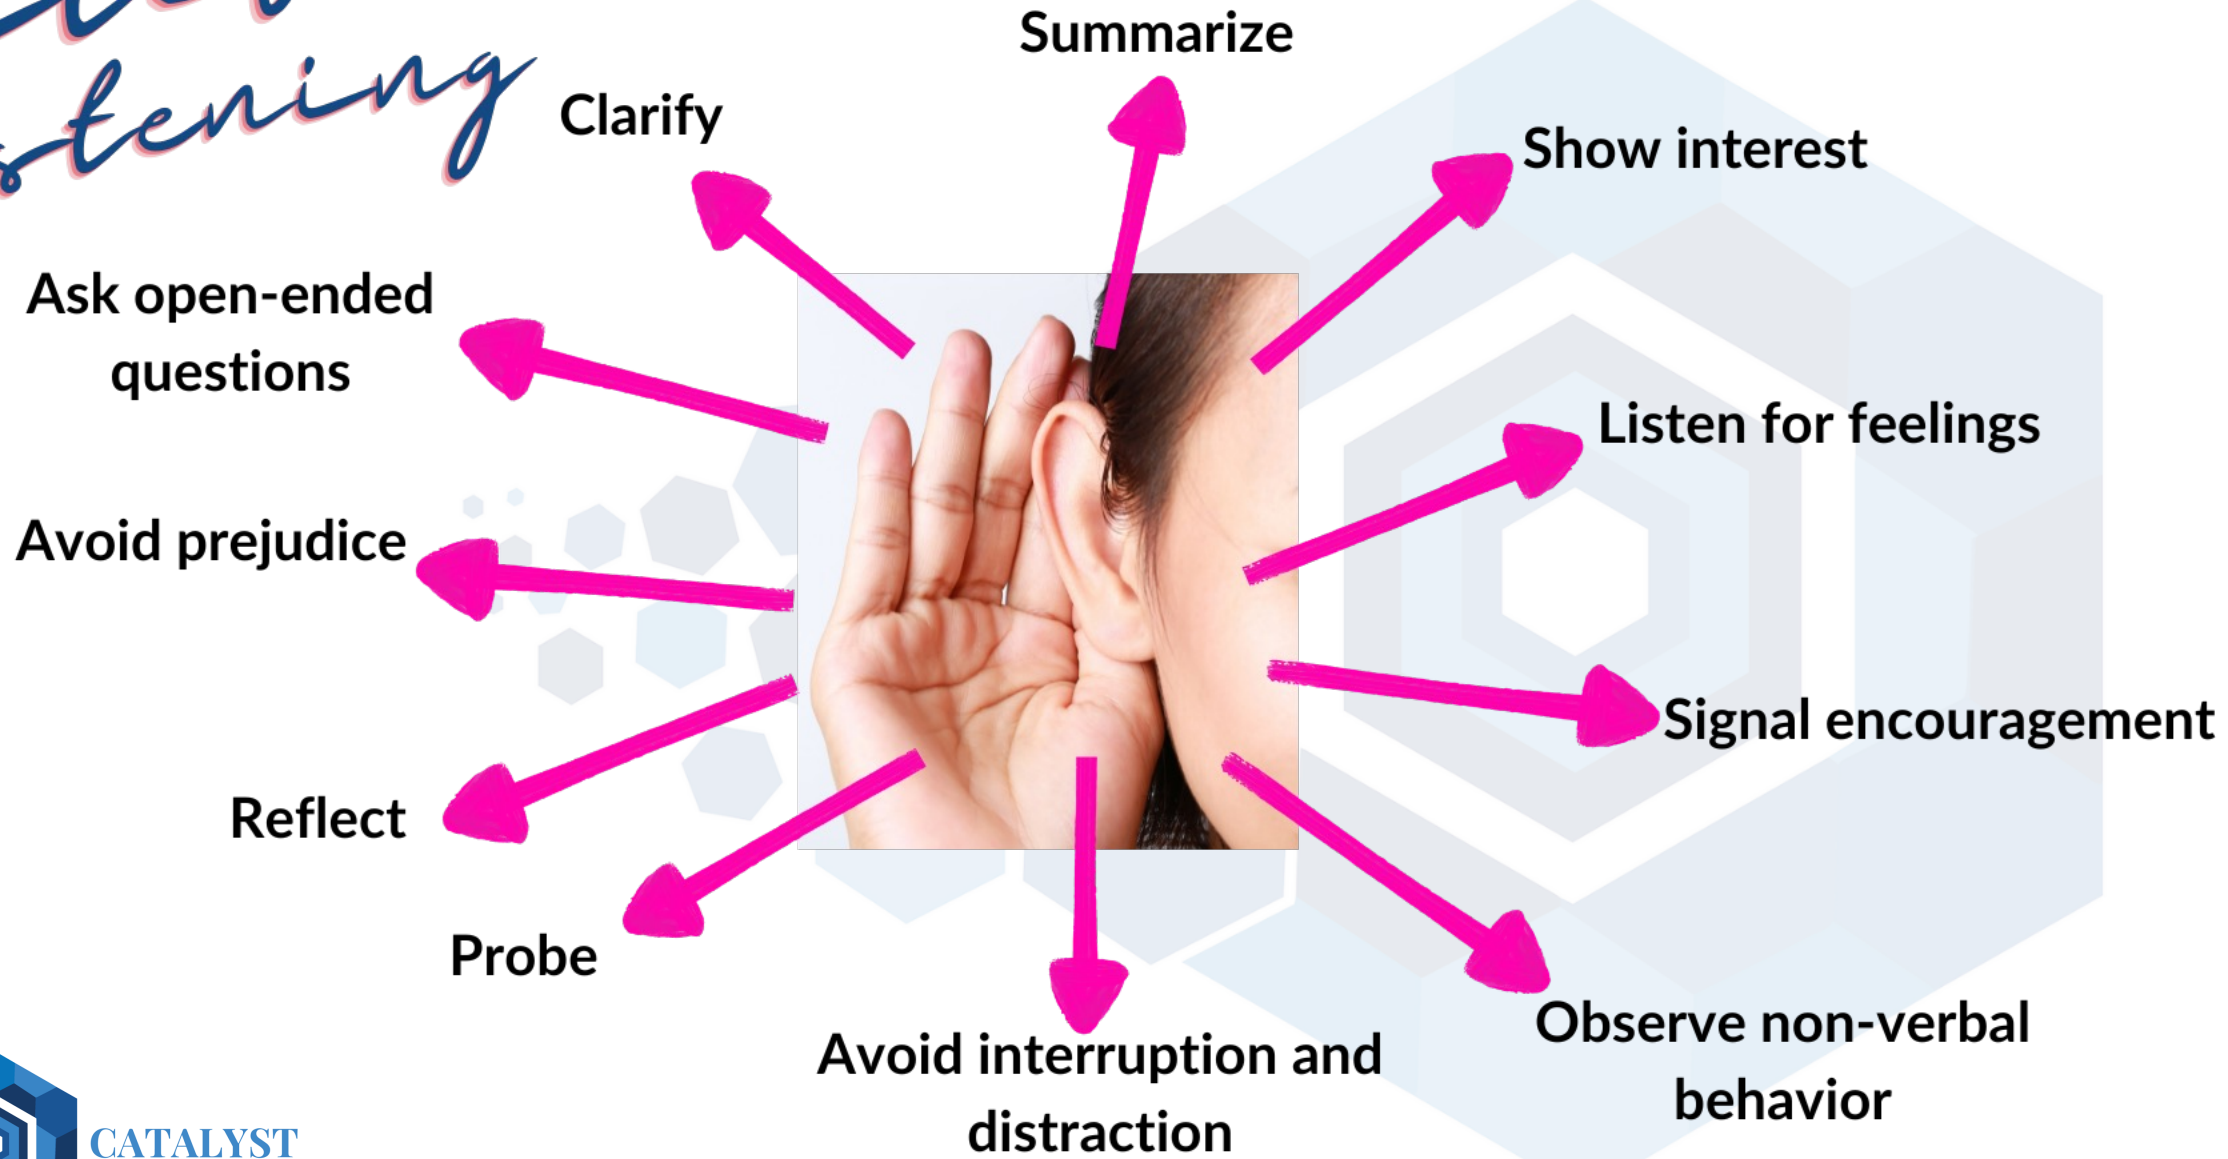 Summarize
Clarify
Show interest
Ask open-ended
questions
Listen for feelings
Avoid prejudice
Signal encouragement
Reflect
Probe
Observe non-verbal
behavior
Avoid interruption and
distraction
CATALYST